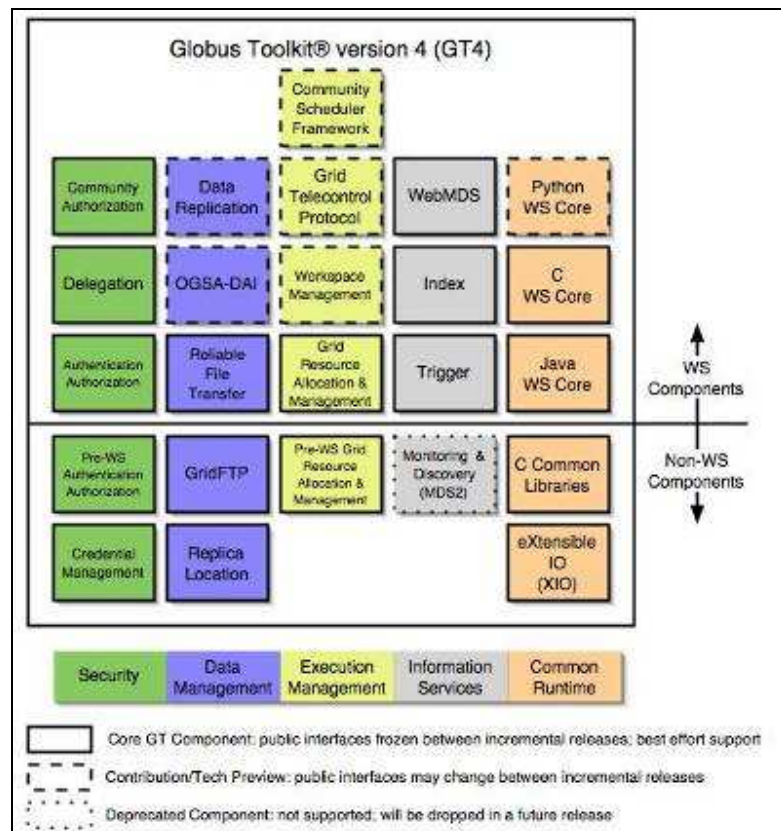 Globus Toolkit® version 4 (GT4)
Community
Scheduler
Framework
Community
Authorization
Data
Replication
Grid
Telecontrol
Protocol
WebMDS
Python
WS Core
Delegation
OGSA-DAI
Workspace
Management
Index
C
WS Core
Authentication
Authorization
Reliable
File
Transfer
Grid
Resource
Allocation &
Management
Trigger
Java
WS Core
WS
Components
Pre-WS
Authentication
Authorization
GridFTP
Pre-WS Grid
Resource
Allocation &
Management
Monitoring &
Discovery
(MDS2)
C Common
Libraries
Non-WS
Components
Credential
Management
Replica
Location
eXtensible
IO
(XIO)
Security
Data
Management
Execution
Management
Information
Services
Common
Runtime
Core GT Component: public interfaces frozen between incremental releases; best effort support
Contribution/Tech Preview: public interfaces may change between incremental releases
Deprecated Component: not supported; will be dropped in a future release